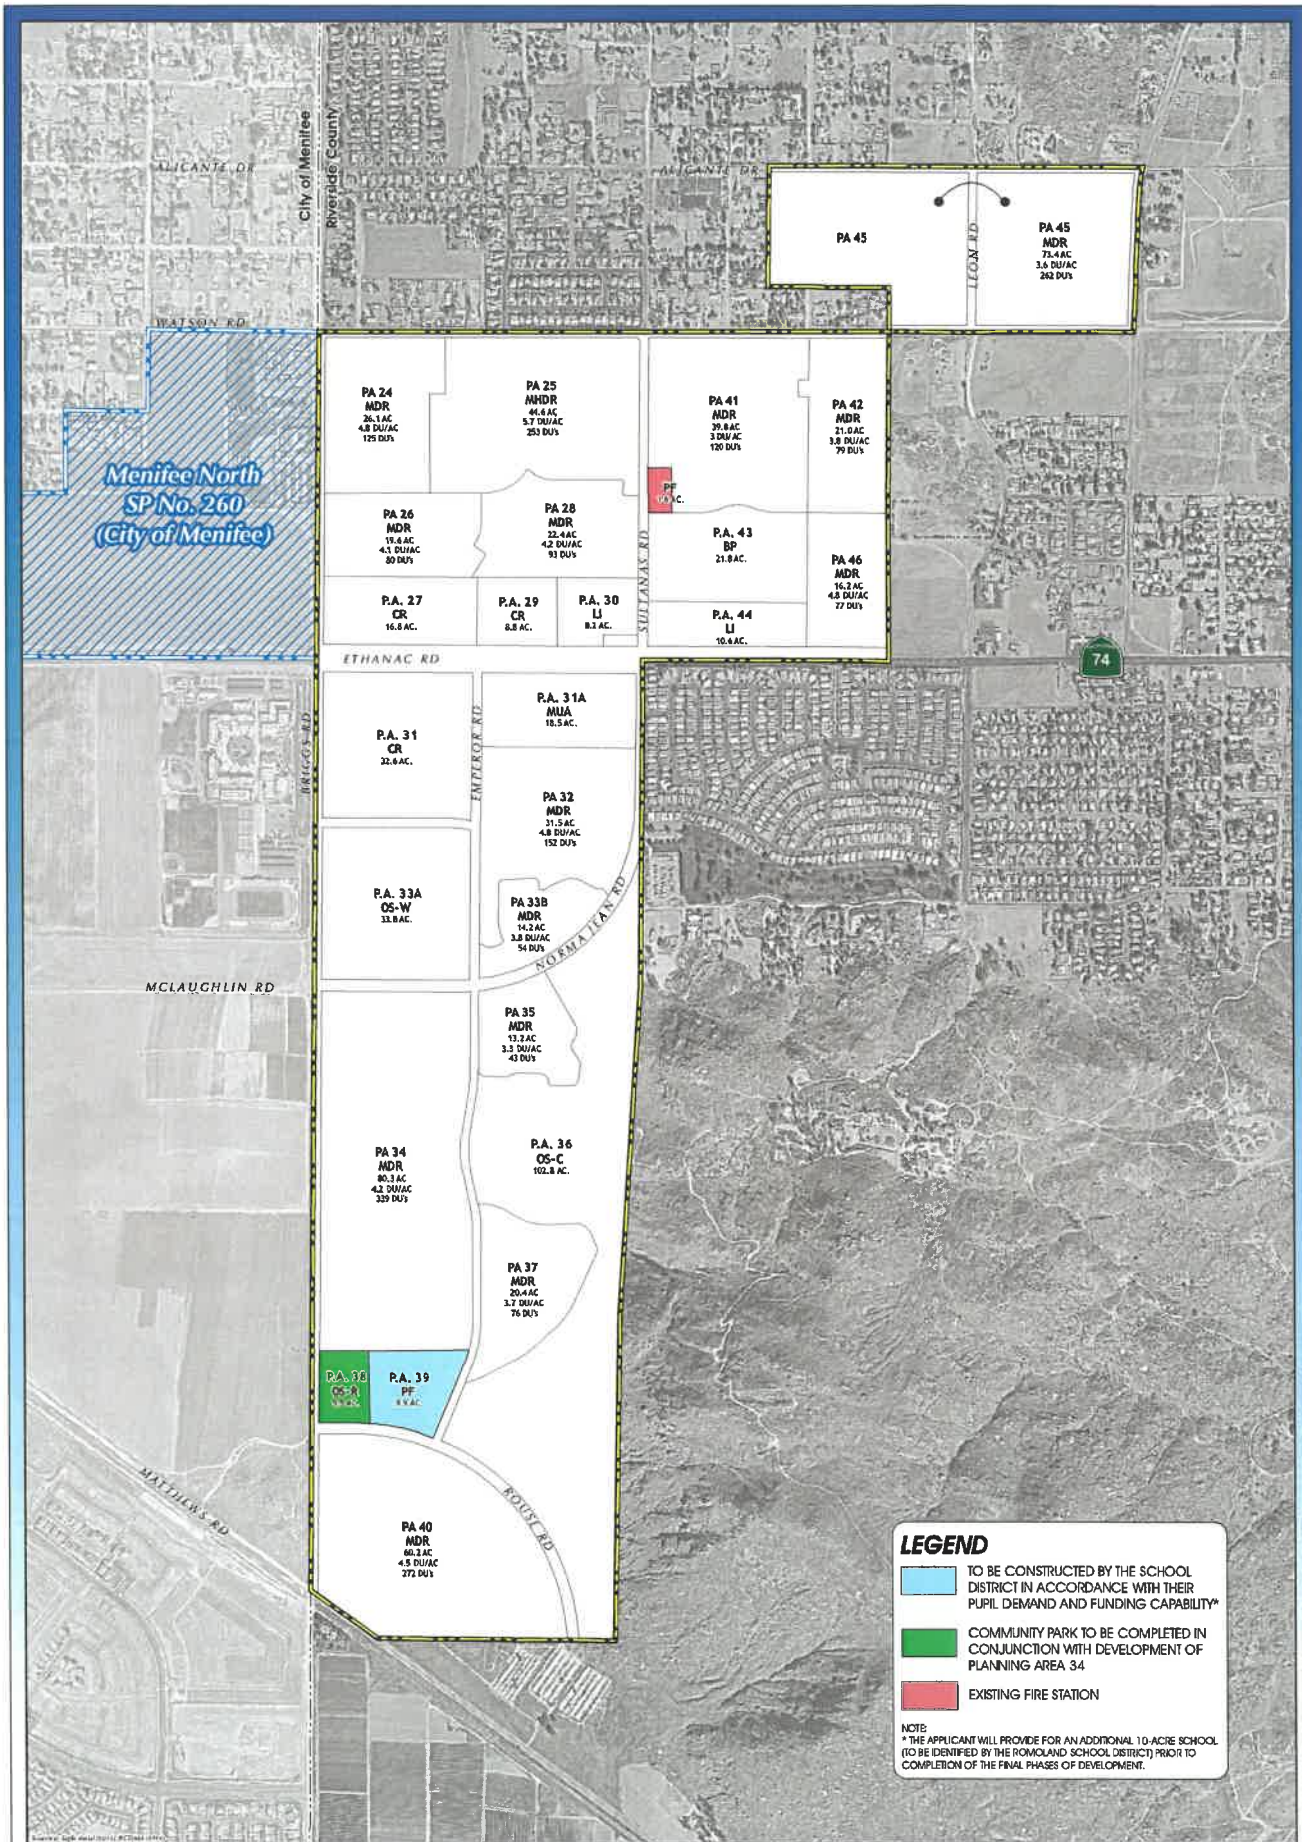 City of Menifee
Riverside County
ALICANTE DR
ALICANTE DR
PA 45
LEON RD
PA 45
MDR
73.4 AC
3.6 DU/AC
262 DU's
WATSON RD
Menifee North
SP No. 260
(City of Menifee)
PA 24
MDR
26.1 AC
4.8 DU/AC
125 DU's
PA 25
MHDR
44.6 AC
5.7 DU/AC
253 DU's
PA 41
MDR
39.8 AC
3 DU/AC
120 DU's
PA 42
MDR
21.0 AC
3.8 DU/AC
79 DU's
PF
PA 26
MDR
19.6 AC
4.1 DU/AC
80 DU's
PA 28
MDR
22.4 AC
4.2 DU/AC
93 DU's
SULTANAS RD
P.A. 43
BP
21.8 AC.
PA 46
MDR
16.2 AC
4.8 DU/AC
77 DU's
P.A. 27
CR
16.8 AC.
P.A. 29
CR
8.8 AC.
P.A. 30
LI
8.2 AC.
P.A. 44
LI
10.6 AC.
ETHANAC RD
74
BRIGGS RD
P.A. 31
CR
32.6 AC.
EMPEROR RD
P.A. 31A
MUA
18.5 AC.
PA 32
MDR
31.5 AC
4.8 DU/AC
152 DU's
P.A. 33A
OS-W
33.8 AC.
PA 33B
MDR
14.2 AC
3.8 DU/AC
54 DU's
NORMA JEAN RD
MCLAUGHLIN RD
PA 35
MDR
13.2 AC
3.3 DU/AC
43 DU's
PA 34
MDR
80.3 AC
4.2 DU/AC
339 DU's
P.A. 36
OS-C
102.8 AC.
PA 37
MDR
20.4 AC
3.7 DU/AC
76 DU's
P.A. 38
OS-R
P.A. 39
PF
MATTHEWS RD
ROUSE RD
PA 40
MDR
60.2 AC
4.5 DU/AC
272 DU's
LEGEND
TO BE CONSTRUCTED BY THE SCHOOL
DISTRICT IN ACCORDANCE WITH THEIR
PUPIL DEMAND AND FUNDING CAPABILITY*
COMMUNITY PARK TO BE COMPLETED IN
CONJUNCTION WITH DEVELOPMENT OF
PLANNING AREA 34
EXISTING FIRE STATION
NOTE:
* THE APPLICANT WILL PROVIDE FOR AN ADDITIONAL 10-ACRE SCHOOL
(TO BE IDENTIFIED BY THE ROMOLAND SCHOOL DISTRICT) PRIOR TO
COMPLETION OF THE FINAL PHASES OF DEVELOPMENT.